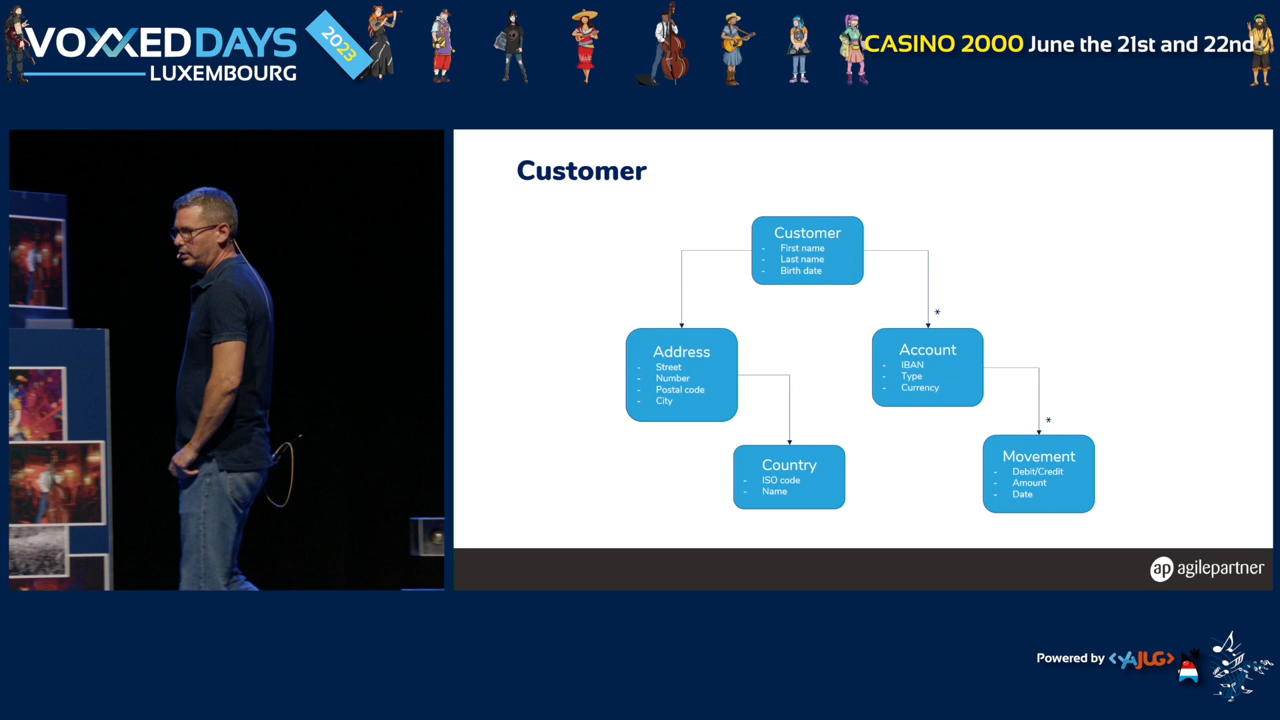 VOXXED DAYS
LUXEMBOURG
2023
CASINO 2000 June the 21st and 22nd
Customer
Customer
- First name
- Last name
- Birth date
*
Address
- Street
- Number
- Postal code
- City
Account
- IBAN
- Type
- Currency
*
Country
- ISO code
- Name
Movement
- Debit/Credit
- Amount
- Date
ap agilepartner
Powered by <YAJUG>